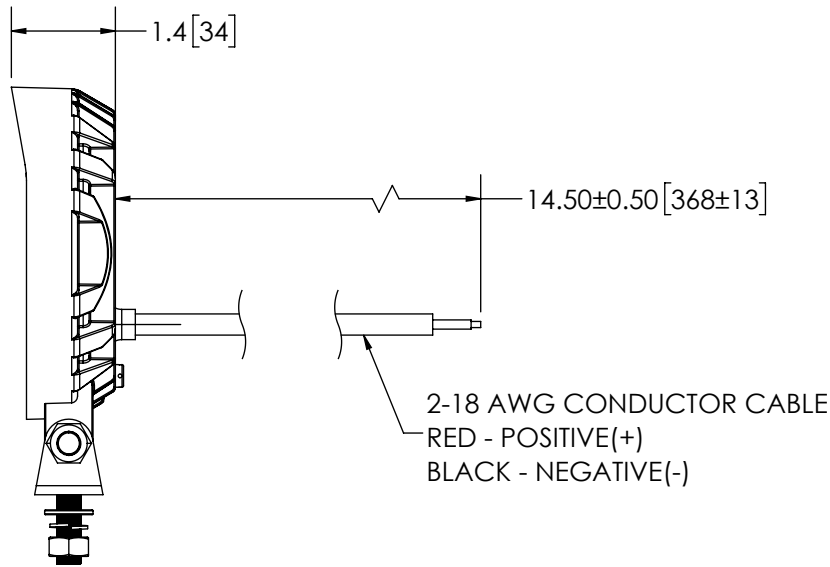 1.4[34]
14.50±0.50[368±13]
2-18 AWG CONDUCTOR CABLE
RED - POSITIVE(+)
BLACK - NEGATIVE(-)